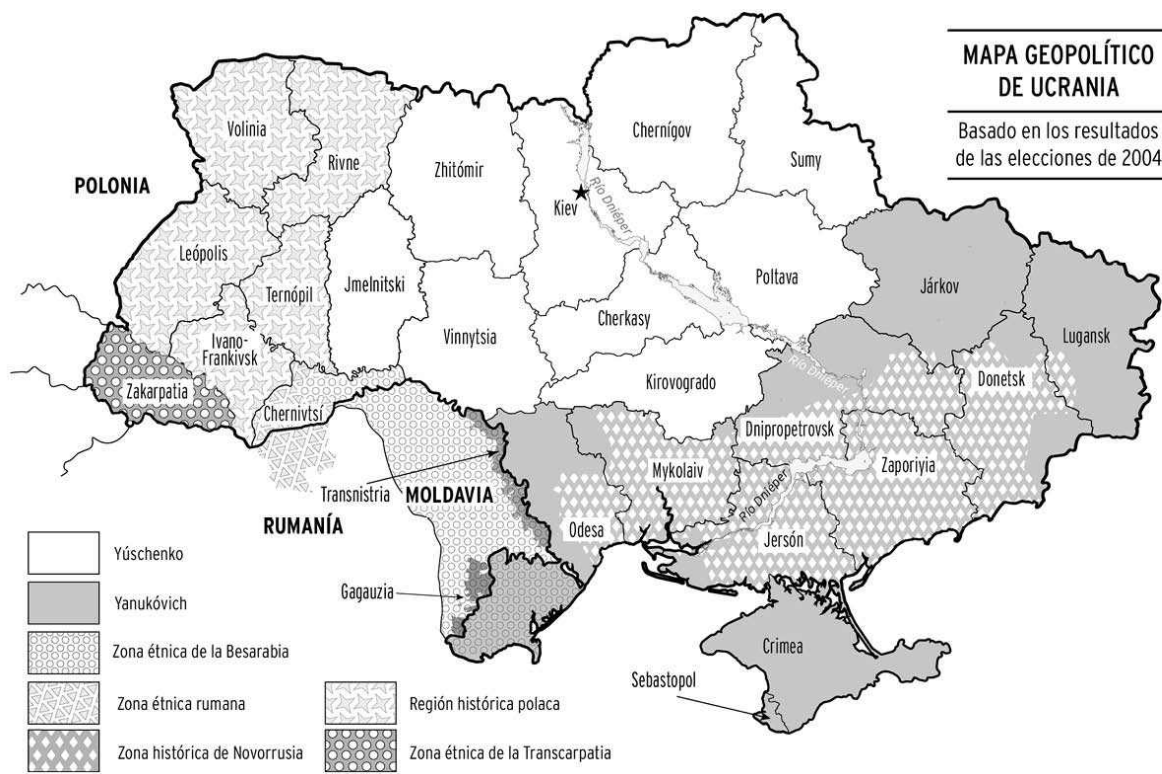 MAPA GEOPOLÍTICO
DE UCRANIA
Basado en los resultados
de las elecciones de 2004
Chernígov
Sumy
Volinia
Rivne
Zhitómir
POLONIA
Kiev
Río Dniéper
Leópolis
Ternópil
Jmelnitski
Poltava
Járkov
Cherkasy
Vinnytsia
Ivano-
Frankivsk
Lugansk
Zakarpatia
Kirovogrado
Río Dniéper
Donetsk
Chernivtsí
Dnipropetrovsk
Mykolaiv
Zaporiyia
Transnistria
MOLDAVIA
Río Dniéper
RUMANÍA
Odesa
Jersón
Yúschenko
Gagauzia
Yanukóvich
Crimea
Zona étnica de la Besarabia
Sebastopol
Zona étnica rumana
Región histórica polaca
Zona histórica de Novorrusia
Zona étnica de la Transcarpatia